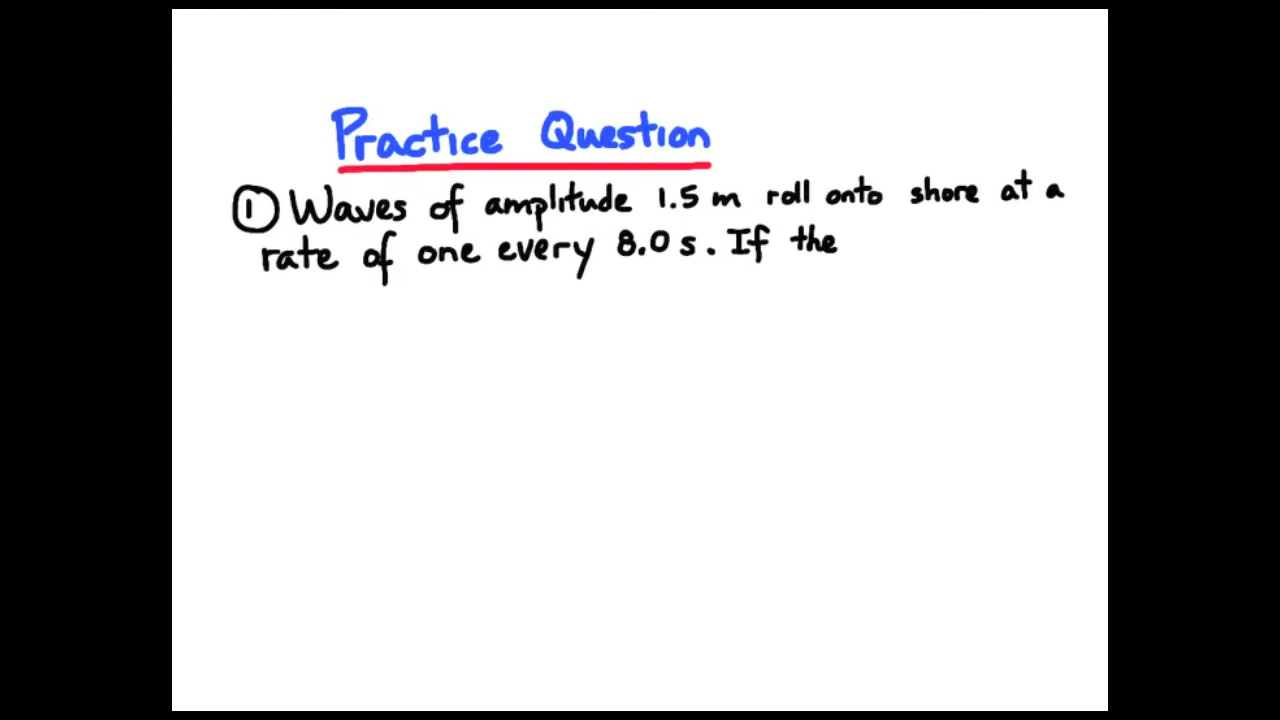 Practice Question
① Waves of amplitude 1.5 m roll onto shore at a
rate of one every 8.0 s. If the